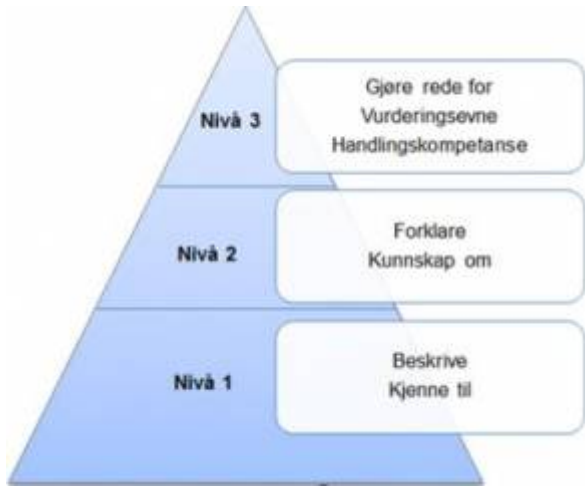 Nivå 3
Gjøre rede for
Vurderingsevne
Handlingskompetanse
Nivå 2
Forklare
Kunnskap om
Nivå 1
Beskrive
Kjenne til